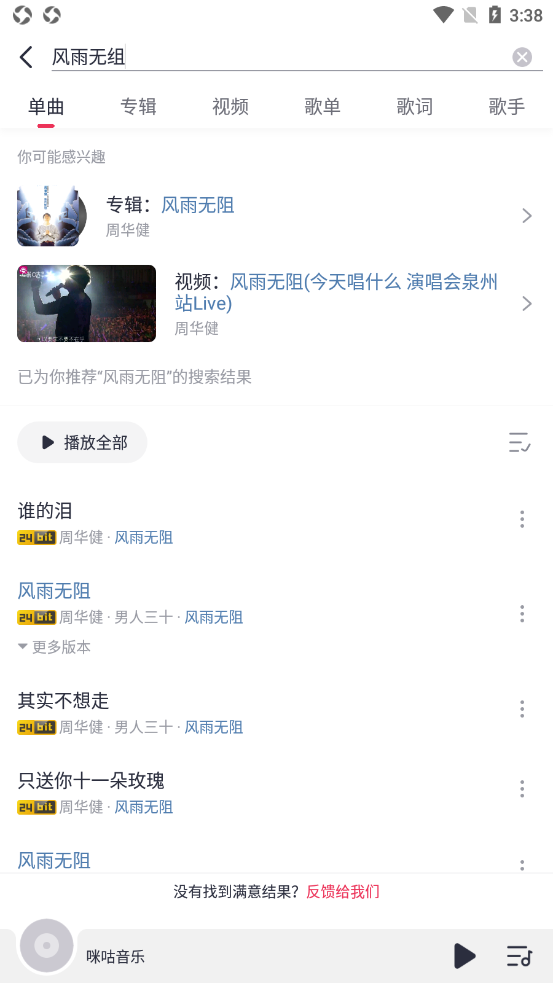 3:38
风雨无组
单曲 专辑 视频 歌单 歌词 歌手
你可能感兴趣
专辑：风雨无阻
周华健
视频：风雨无阻(今天唱什么 演唱会泉州
站Live)
周华健
已为你推荐“风雨无阻”的搜索结果
播放全部
谁的泪
24bit 周华健 · 风雨无阻
风雨无阻
24bit 周华健 · 男人三十 · 风雨无阻
更多版本
其实不想走
24bit 周华健 · 男人三十 · 风雨无阻
只送你十一朵玫瑰
24bit 周华健 · 风雨无阻
风雨无阻
没有找到满意结果？反馈给我们
咪咕音乐